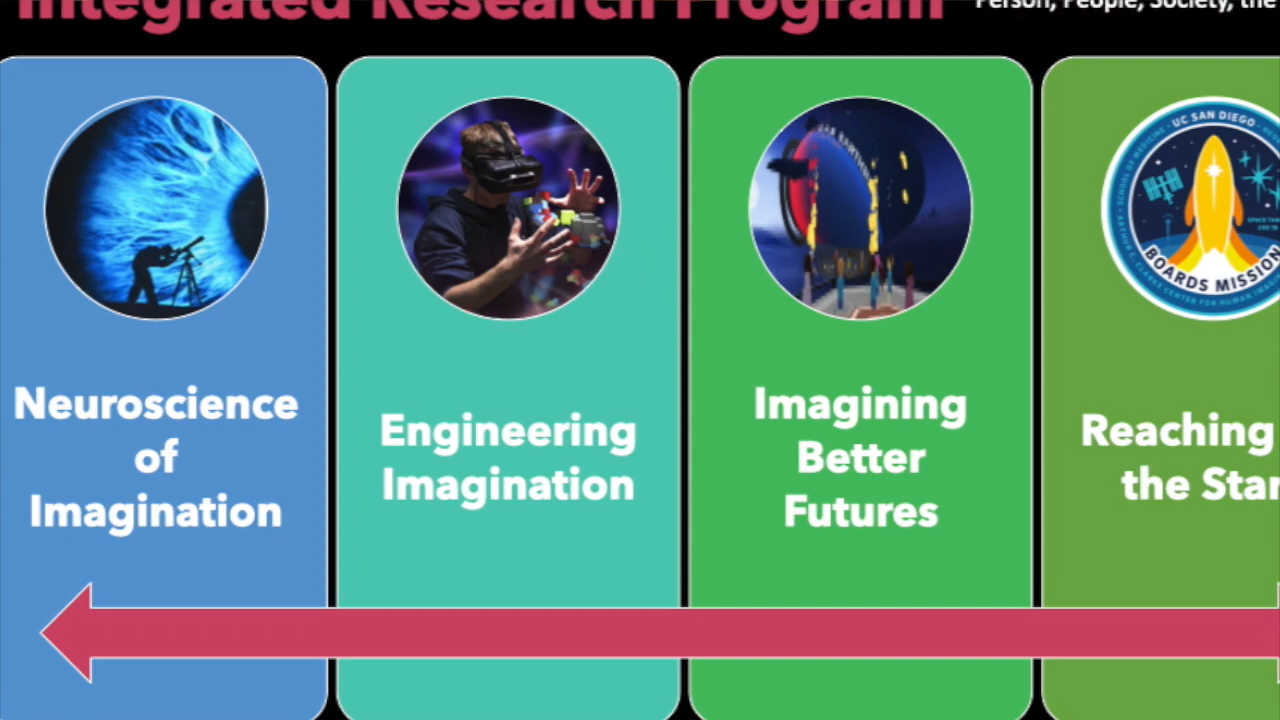 Integrated Research Program
Person, People, Society, the
Neuroscience
of
Imagination
Engineering
Imagination
Imagining
Better
Futures
UC SAN DIEGO
BOARDS MISSION
Reaching
the Star